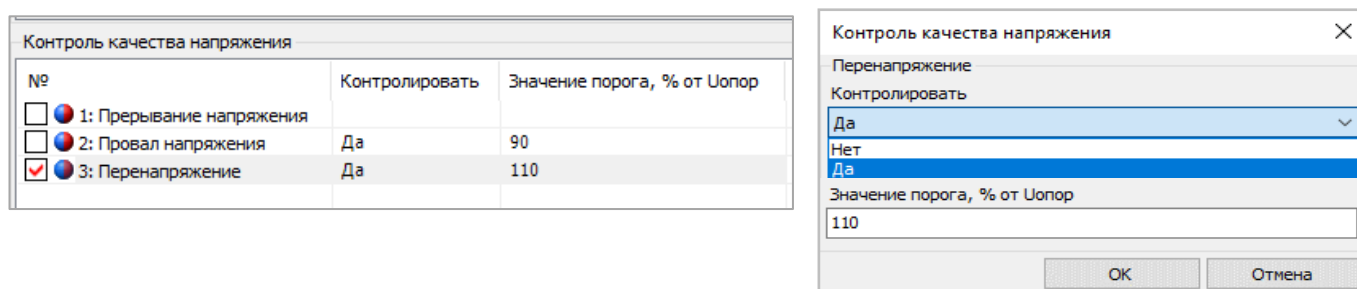 Контроль качества напряжения
№ Контролировать Значение порога, % от Uопор
1: Прерывание напряжения
2: Провал напряжения Да 90
3: Перенапряжение Да 110
Контроль качества напряжения
Перенапряжение
Контролировать
Да
Нет
Да
Значение порога, % от Uопор
110
OK Отмена